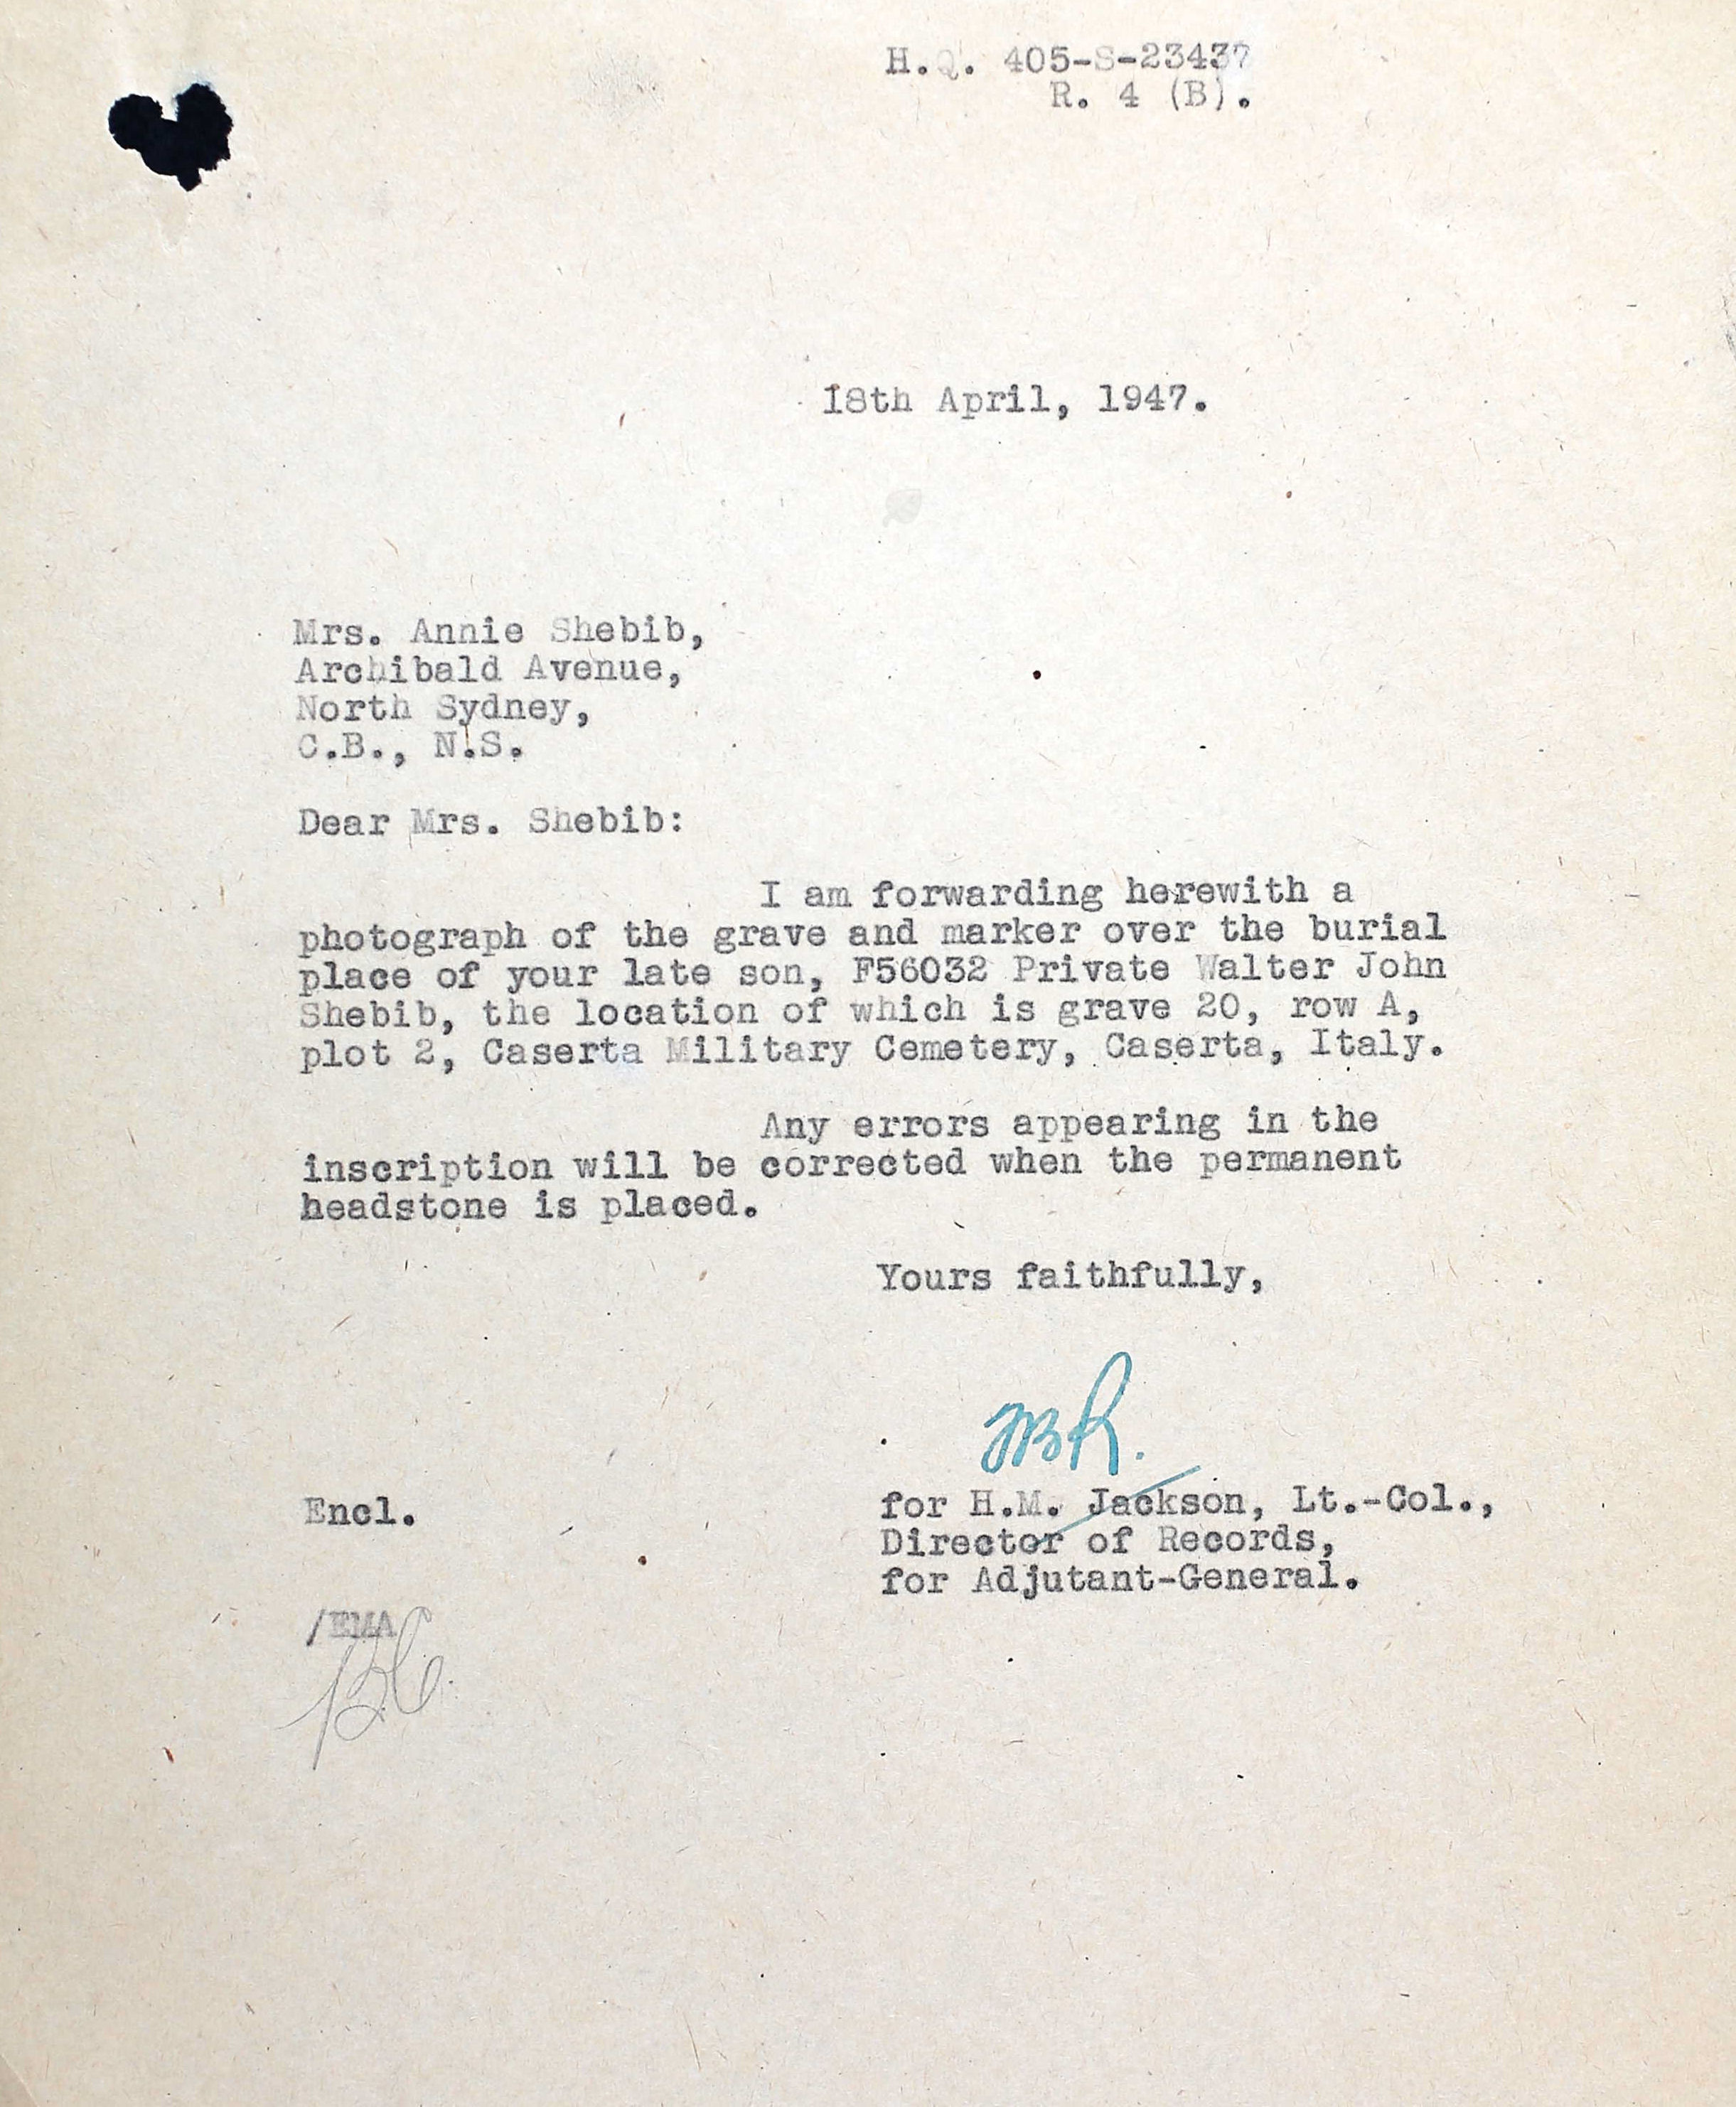 H.Q. 405-S-23437
R. 4 (B).
18th April, 1947.
Mrs. Annie Shebib,
Archibald Avenue,
North Sydney,
C.B., N.S.
Dear Mrs. Shebib:
I am forwarding herewith a
photograph of the grave and marker over the burial
place of your late son, F56032 Private Walter John
Shebib, the location of which is grave 20, row A,
plot 2, Caserta Military Cemetery, Caserta, Italy.
Any errors appearing in the
inscription will be corrected when the permanent
headstone is placed.
Yours faithfully,
for H.M. Jackson, Lt.-Col.,
Director of Records,
for Adjutant-General.
Encl.
/EMA